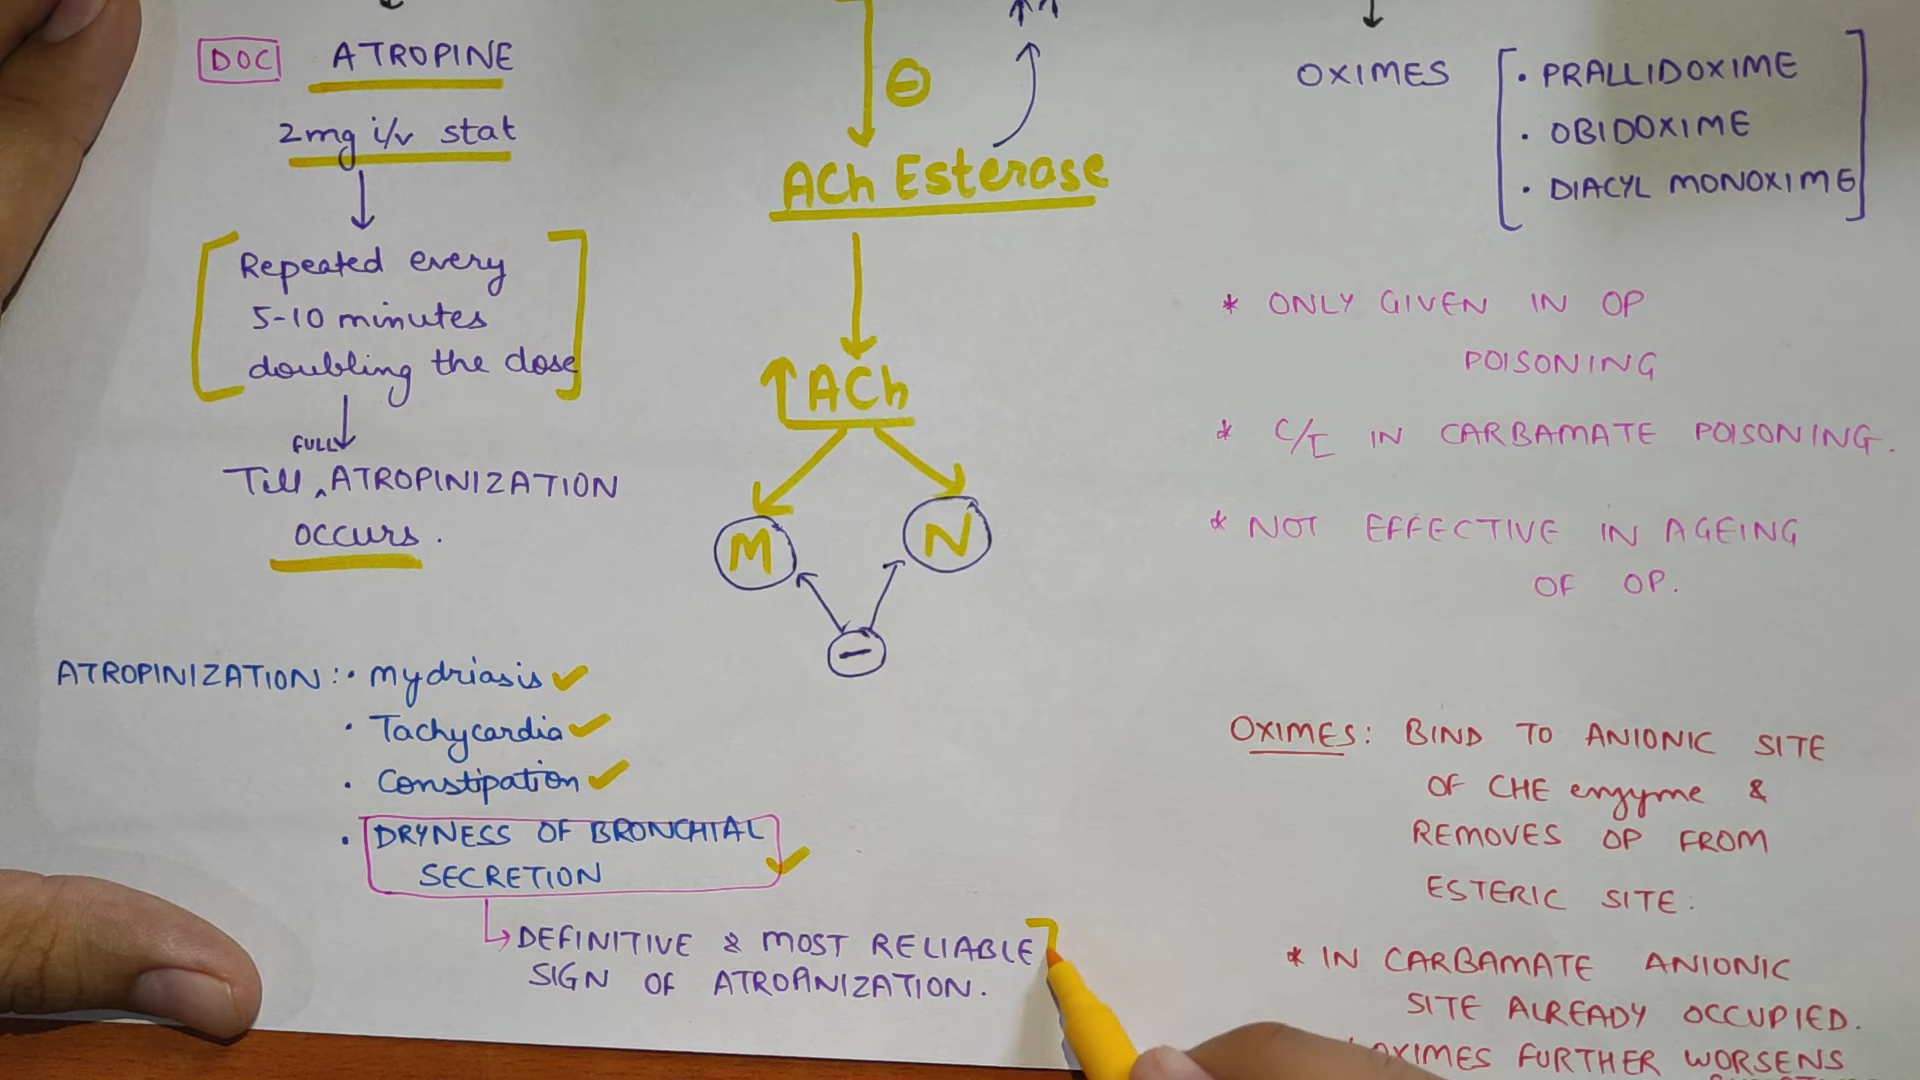 DOC ATROPINE
2mg i/v stat
Repeated every
5-10 minutes
doubling the dose
FULL
Till ^ ATROPINIZATION
OCCURS.
ATROPINIZATION:• Mydriasis ✓
• Tachycardia ✓
• Constipation ✓
• DRYNESS OF BRONCHIAL
SECRETION ✓
↳ DEFINITIVE & MOST RELIABLE
SIGN OF ATROPINIZATION.
⊖ ↑↑
ACh Esterase
↑ACh
M N
-
OXIMES
• PRALLIDOXIME
• OBIDOXIME
• DIACYL MONOXIME
* ONLY GIVEN IN OP
POISONING
* C/I IN CARBAMATE POISONING.
* NOT EFFECTIVE IN AGEING
OF OP.
OXIMES: BIND TO ANIONIC SITE
OF CHE enzyme &
REMOVES OP FROM
ESTERIC SITE.
* IN CARBAMATE ANIONIC
SITE ALREADY OCCUPIED.
OXIMES FURTHER WORSENS